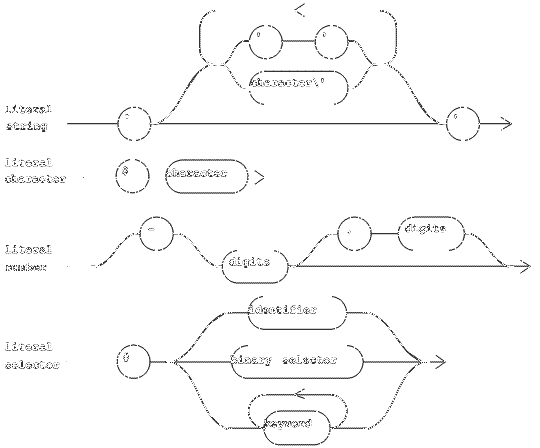 ' '
character\'
literal
string
' '
literal
character
@ character
-
. digits
literal
number
digits
identifier
literal
selector
@ binary selector
keyword